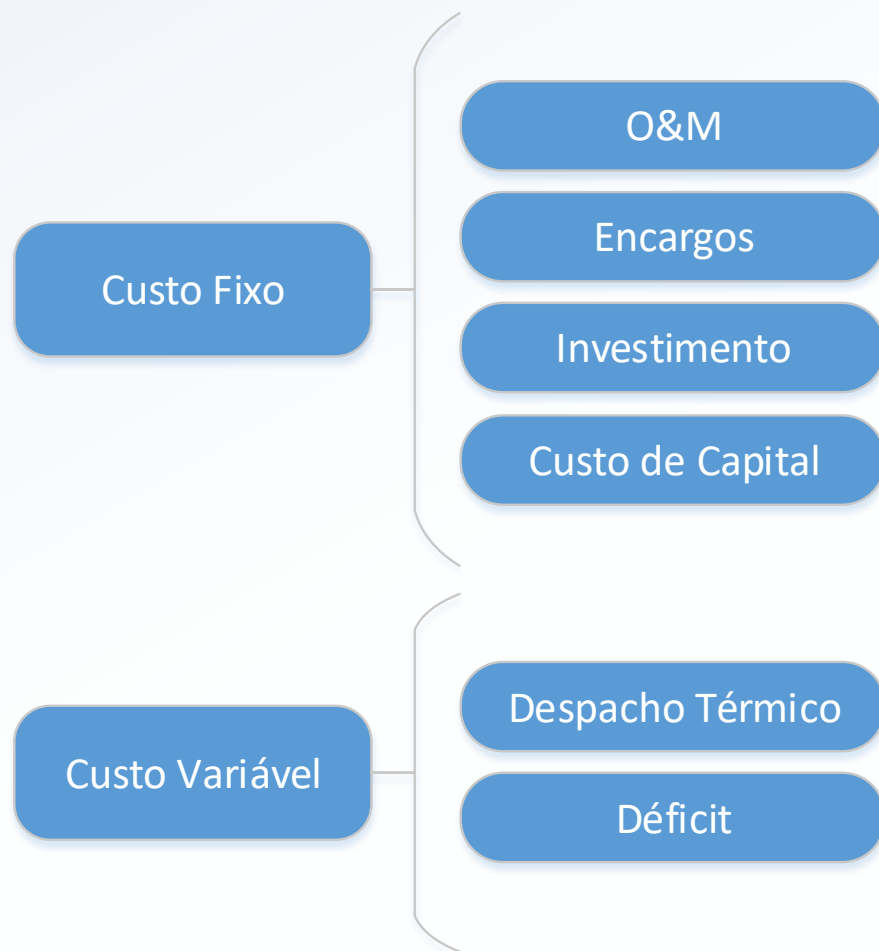 Custo Fixo
O&M
Encargos
Investimento
Custo de Capital
Custo Variável
Despacho Térmico
Déficit